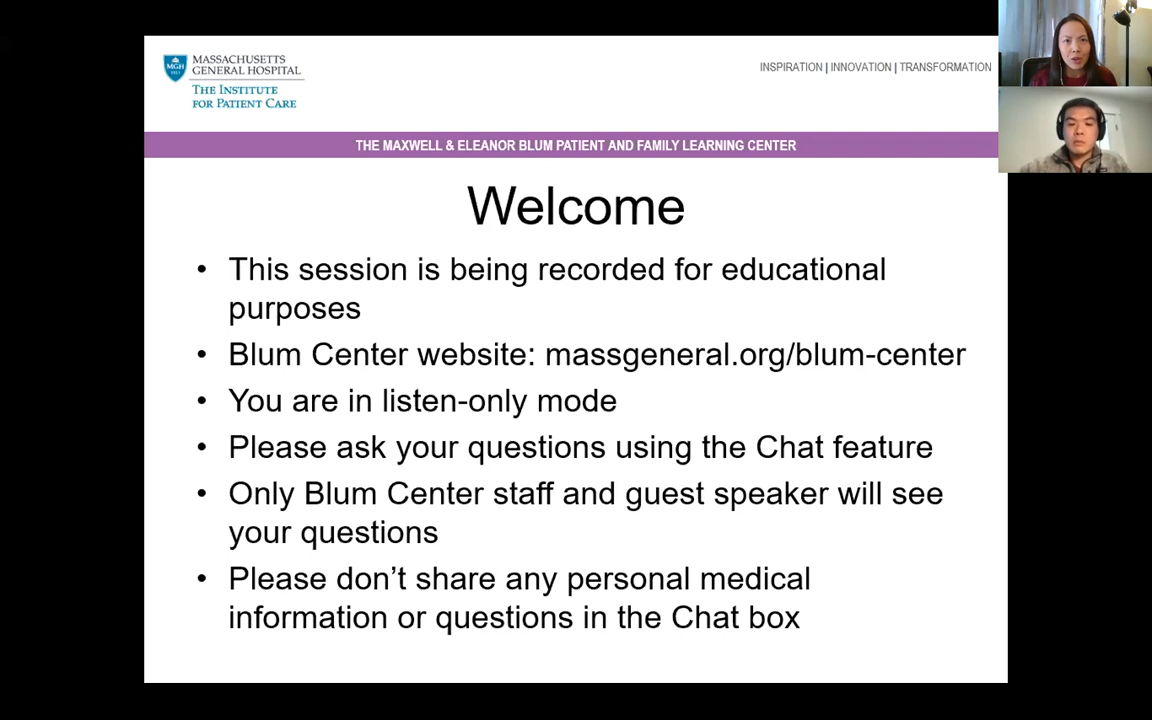 MASSACHUSETTS
GENERAL HOSPITAL
THE INSTITUTE
FOR PATIENT CARE
MGH
1811
INSPIRATION | INNOVATION | TRANSFORMATION
THE MAXWELL & ELEANOR BLUM PATIENT AND FAMILY LEARNING CENTER
Welcome
• This session is being recorded for educational
purposes
• Blum Center website: massgeneral.org/blum-center
• You are in listen-only mode
• Please ask your questions using the Chat feature
• Only Blum Center staff and guest speaker will see
your questions
• Please don’t share any personal medical
information or questions in the Chat box